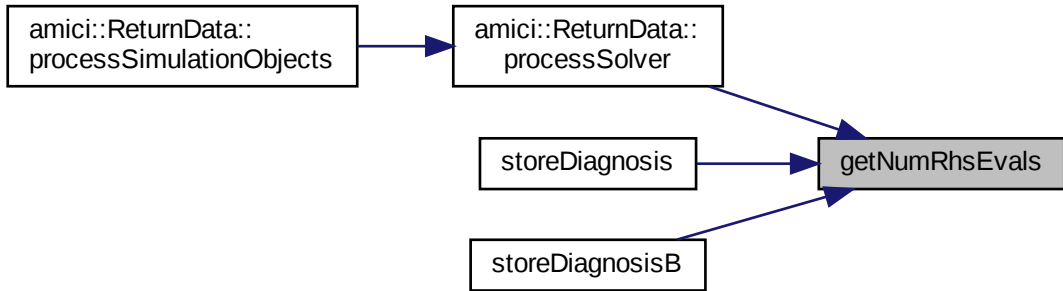 amici::ReturnData::
processSimulationObjects
amici::ReturnData::
processSolver
getNumRhsEvals
storeDiagnosis
storeDiagnosisB